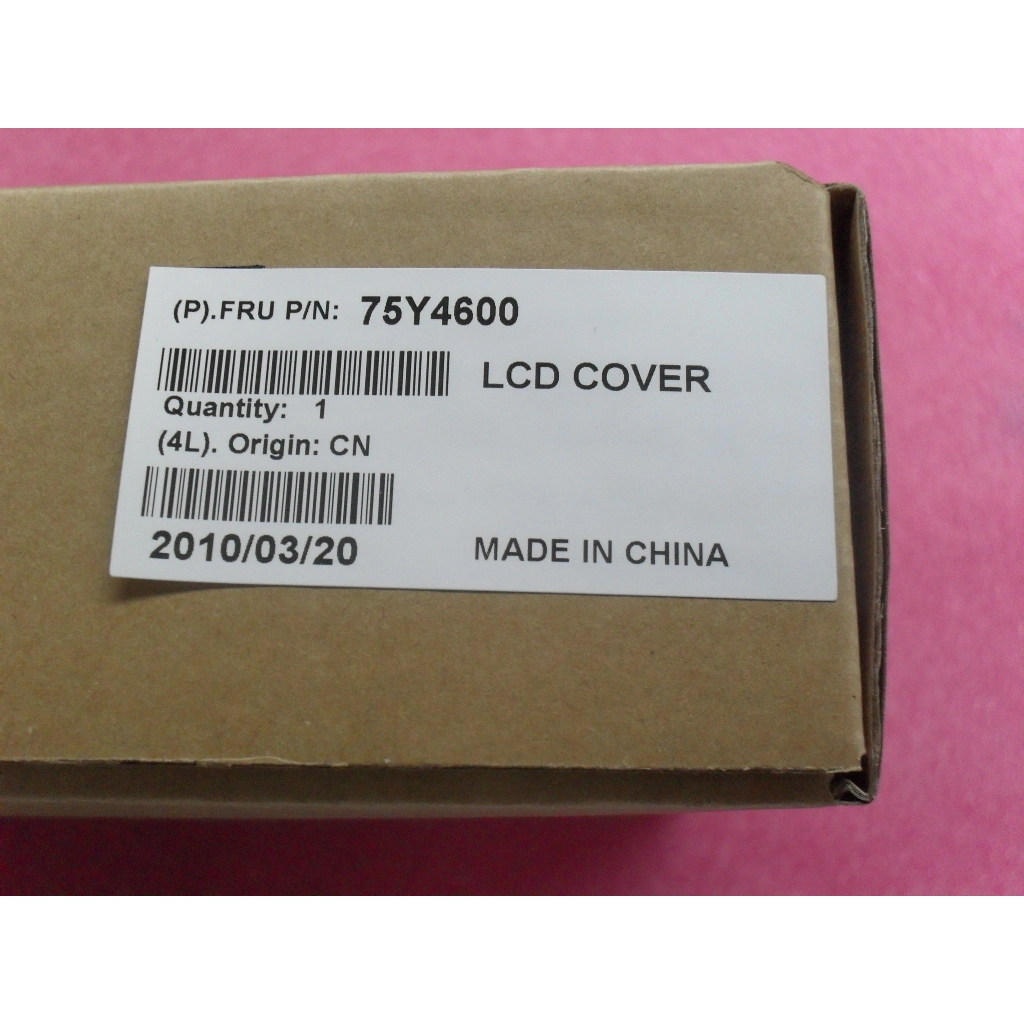 (P).FRU P/N: 75Y4600
LCD COVER
Quantity: 1
(4L). Origin: CN
2010/03/20 MADE IN CHINA